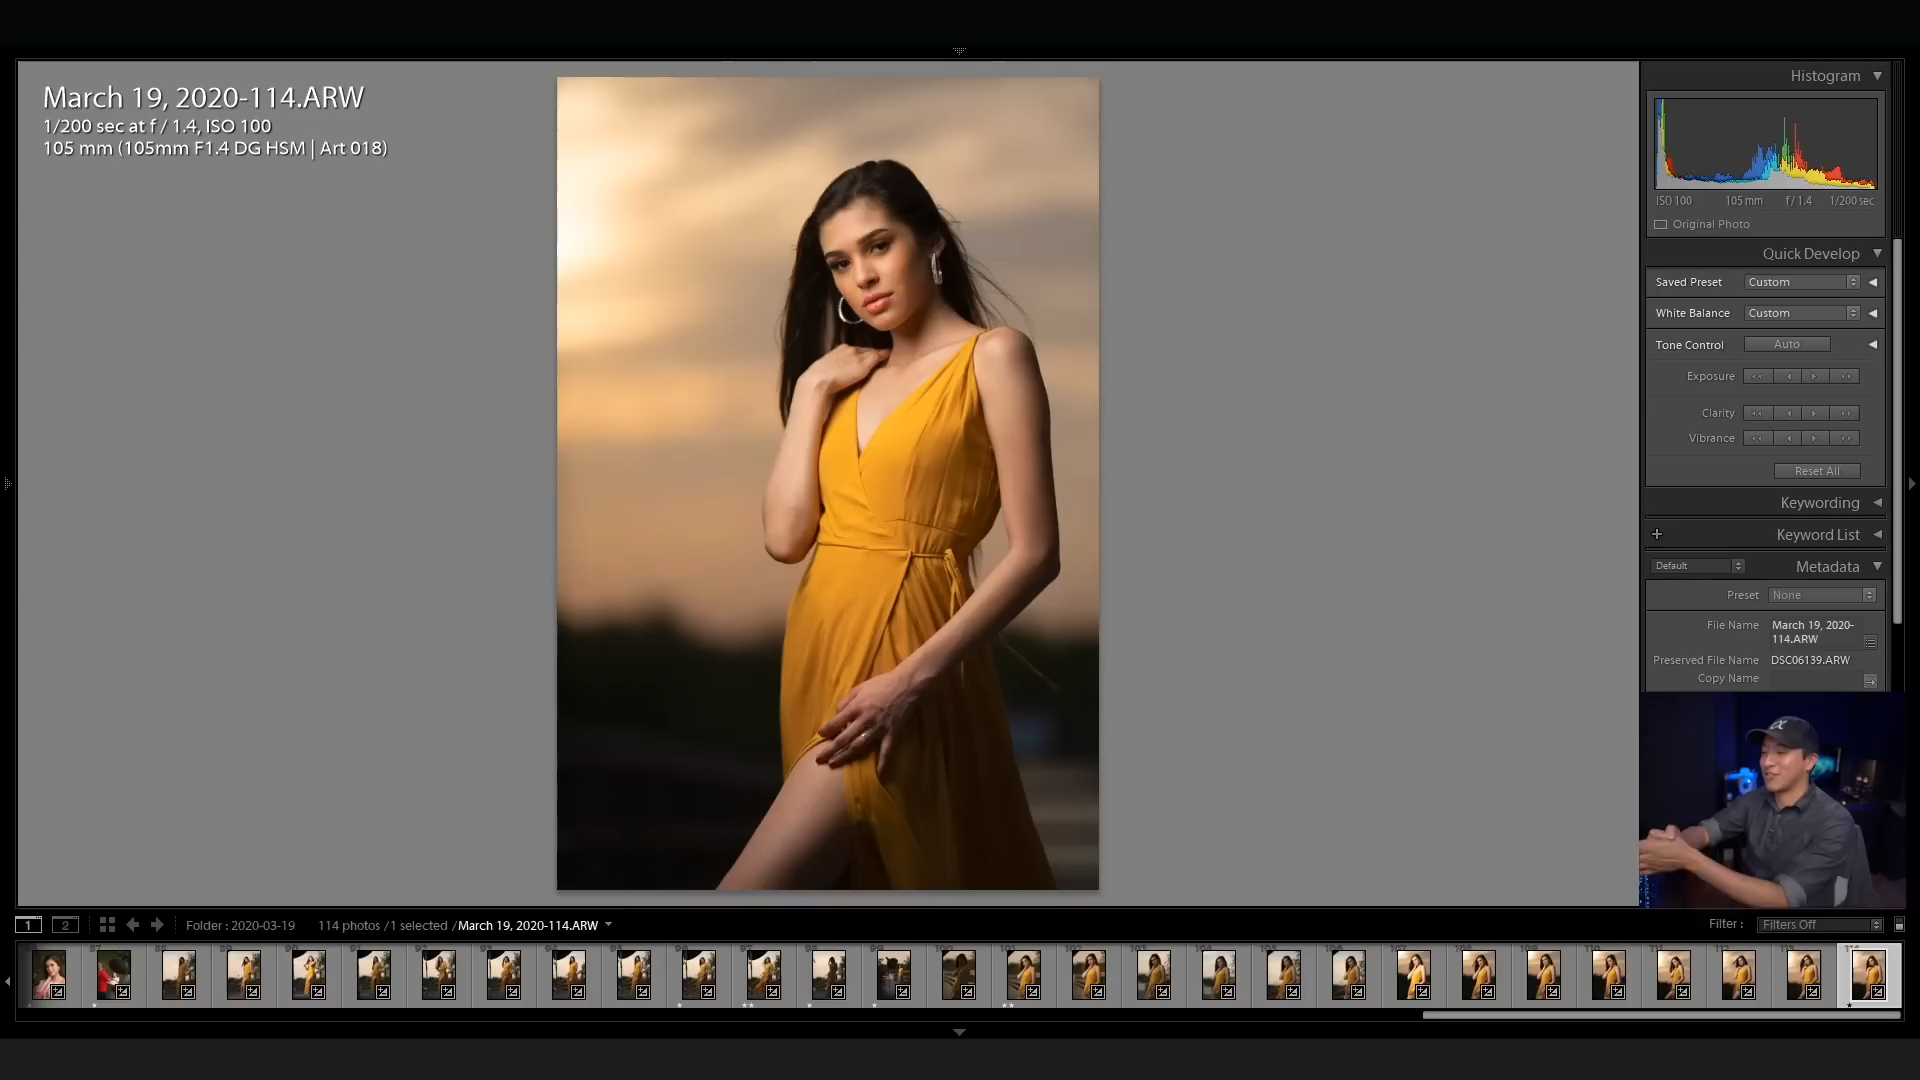 March 19, 2020-114.ARW
1/200 sec at f / 1.4, ISO 100
105 mm (105mm F1.4 DG HSM | Art 018)
Histogram
ISO 100 105 mm f / 1.4 1/200 sec
Original Photo
Quick Develop
Saved Preset Custom
White Balance Custom
Tone Control Auto
Exposure
Clarity
Vibrance
Reset All
Keywording
Keyword List
Default Metadata
Preset None
File Name March 19, 2020-
114.ARW
Preserved File Name DSC06139.ARW
Copy Name
α
1 2 Folder : 2020-03-19 114 photos / 1 selected / March 19, 2020-114.ARW Filter : Filters Off